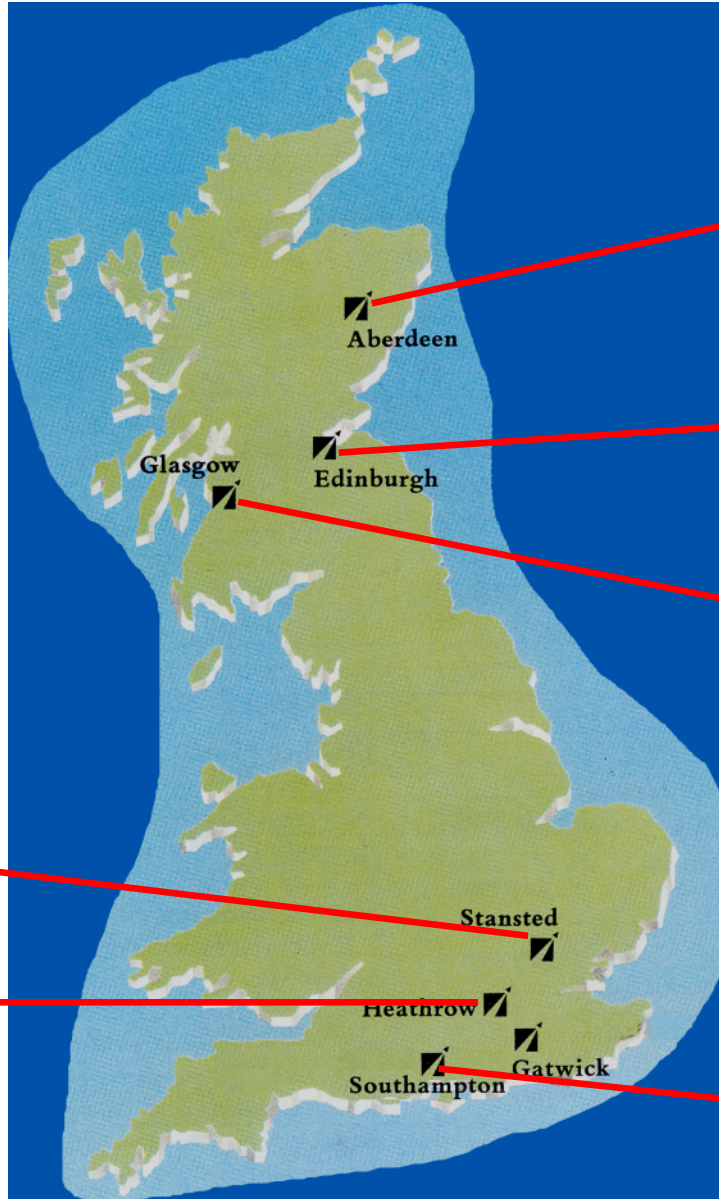 Aberdeen
Glasgow
Edinburgh
Stansted
Heathrow
Gatwick
Southampton